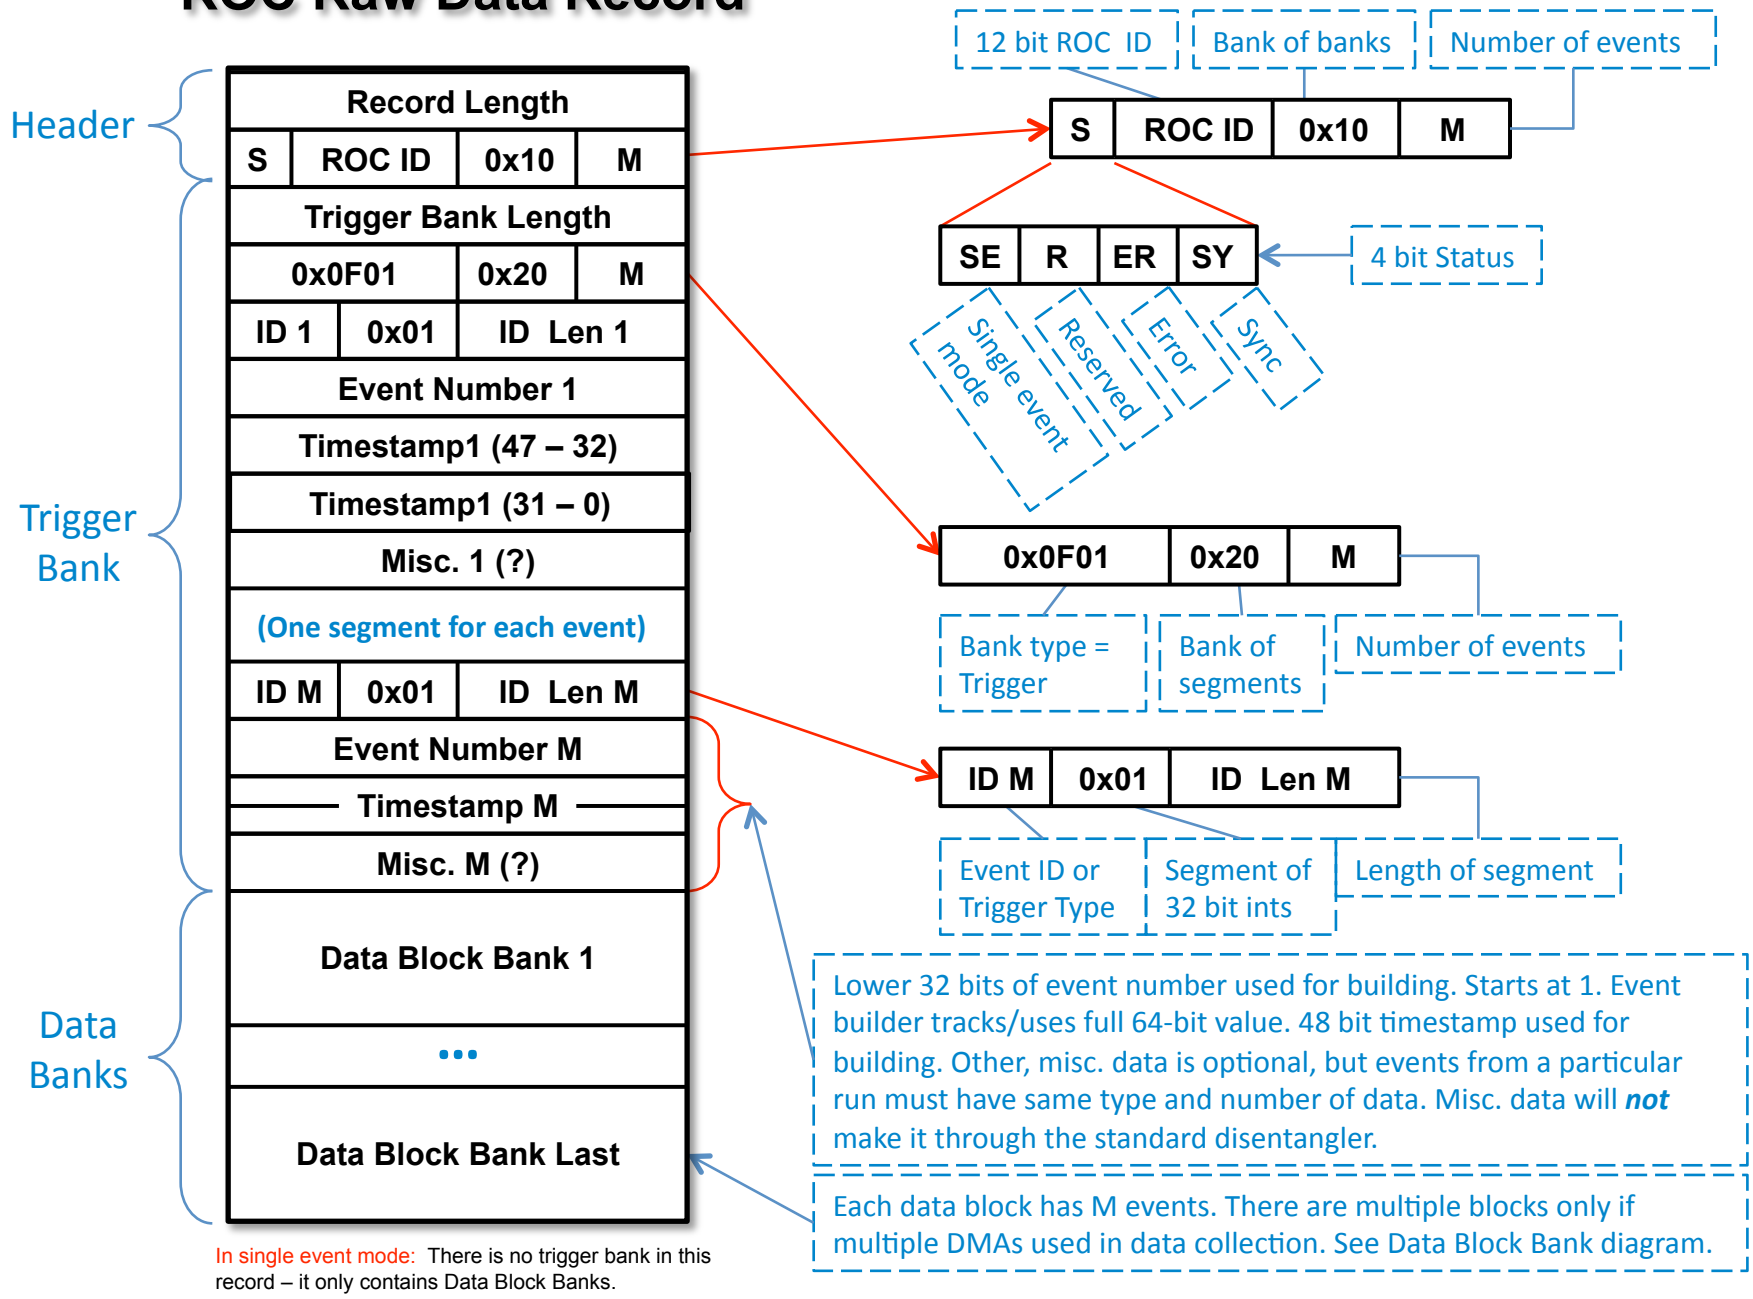 ROC Raw Data Record
Header
Record Length
S ROC ID 0x10 M
Trigger Bank Length
0x0F01 0x20 M
ID 1 0x01 ID Len 1
Event Number 1
Timestamp1 (47 – 32)
Timestamp1 (31 – 0)
Misc. 1 (?)
(One segment for each event)
ID M 0x01 ID Len M
Event Number M
Timestamp M
Misc. M (?)
Trigger
Bank
Data Block Bank 1
...
Data Block Bank Last
Data
Banks
In single event mode: There is no trigger bank in this
record – it only contains Data Block Banks.
12 bit ROC ID
Bank of banks
Number of events
S ROC ID 0x10 M
SE R ER SY
4 bit Status
Single event
mode
Reserved
Error
Sync
0x0F01 0x20 M
Bank type =
Trigger
Bank of
segments
Number of events
ID M 0x01 ID Len M
Event ID or
Trigger Type
Segment of
32 bit ints
Length of segment
Lower 32 bits of event number used for building. Starts at 1. Event
builder tracks/uses full 64-bit value. 48 bit timestamp used for
building. Other, misc. data is optional, but events from a particular
run must have same type and number of data. Misc. data will not
make it through the standard disentangler.
Each data block has M events. There are multiple blocks only if
multiple DMAs used in data collection. See Data Block Bank diagram.